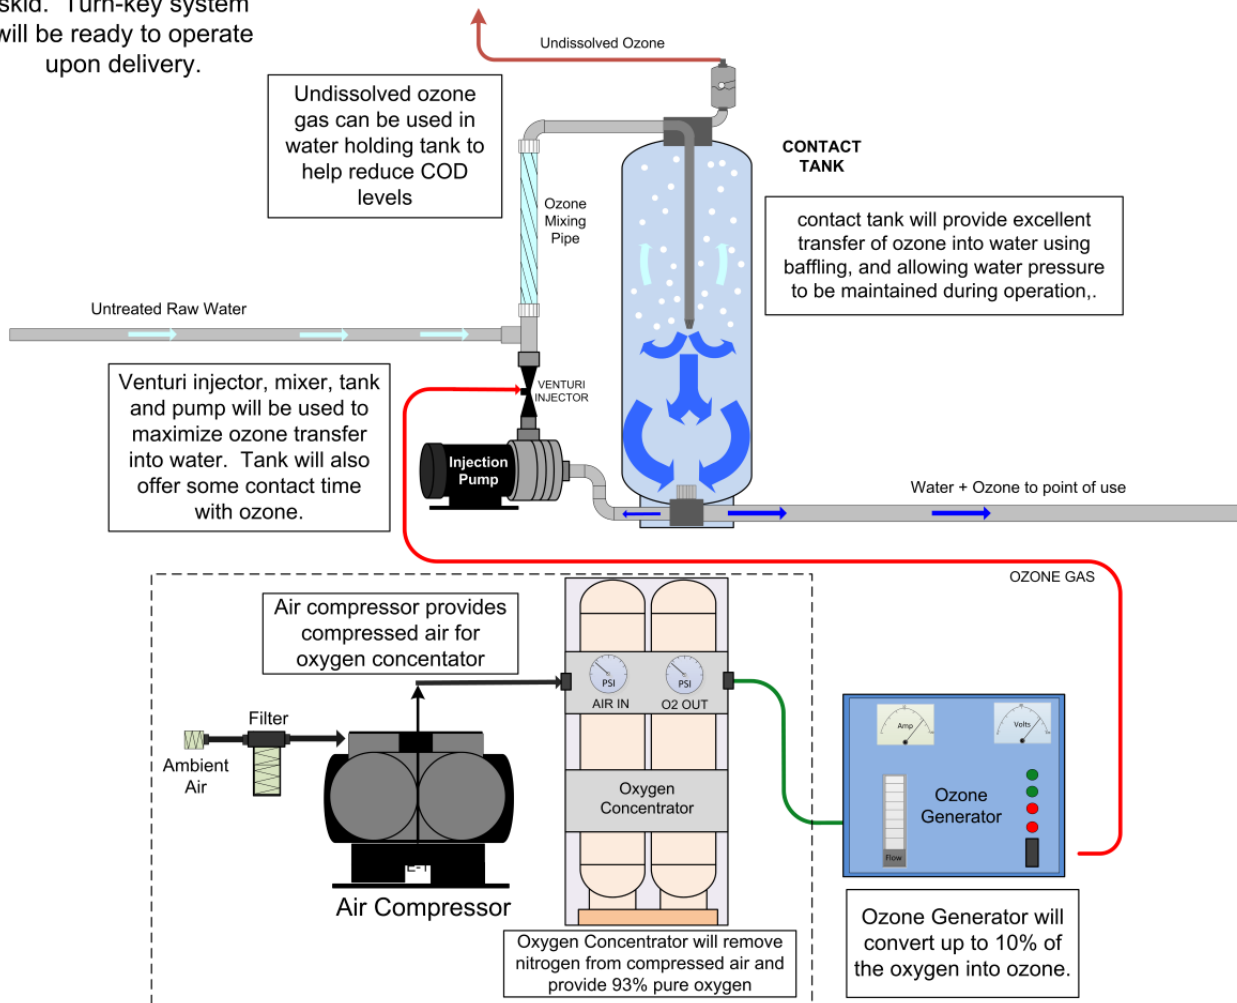 skid. Turn-key system
will be ready to operate
upon delivery.
Undissolved Ozone
Undissolved ozone
gas can be used in
water holding tank to
help reduce COD
levels
CONTACT
TANK
Ozone
Mixing
Pipe
contact tank will provide excellent
transfer of ozone into water using
baffling, and allowing water pressure
to be maintained during operation,.
Untreated Raw Water
Venturi injector, mixer, tank
and pump will be used to
maximize ozone transfer
into water. Tank will also
offer some contact time
with ozone.
VENTURI
INJECTOR
Injection
Pump
Water + Ozone to point of use
OZONE GAS
Air compressor provides
compressed air for
oxygen concentator
PSI
PSI
AIR IN
O2 OUT
Filter
Ambient
Air
Oxygen
Concentrator
Amp
Volts
Ozone
Generator
Flow
Air Compressor
Oxygen Concentrator will remove
nitrogen from compressed air and
provide 93% pure oxygen
Ozone Generator will
convert up to 10% of
the oxygen into ozone.